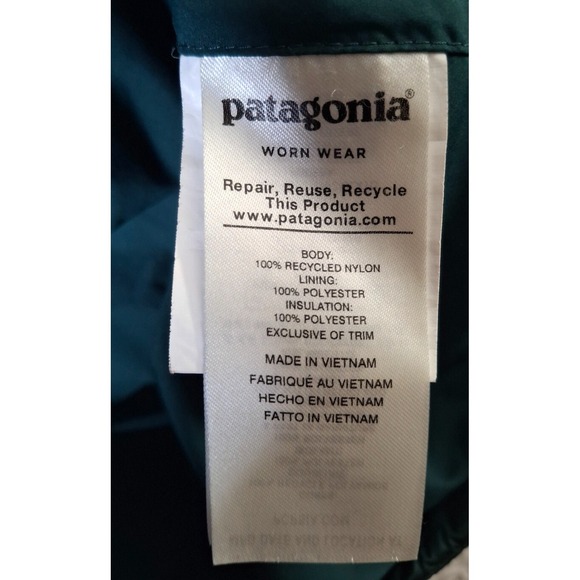 patagonia®
WORN WEAR
Repair, Reuse, Recycle
This Product
www.patagonia.com
BODY:
100% RECYCLED NYLON
LINING:
100% POLYESTER
INSULATION:
100% POLYESTER
EXCLUSIVE OF TRIM
MADE IN VIETNAM
FABRIQUÉ AU VIETNAM
HECHO EN VIETNAM
FATTO IN VIETNAM